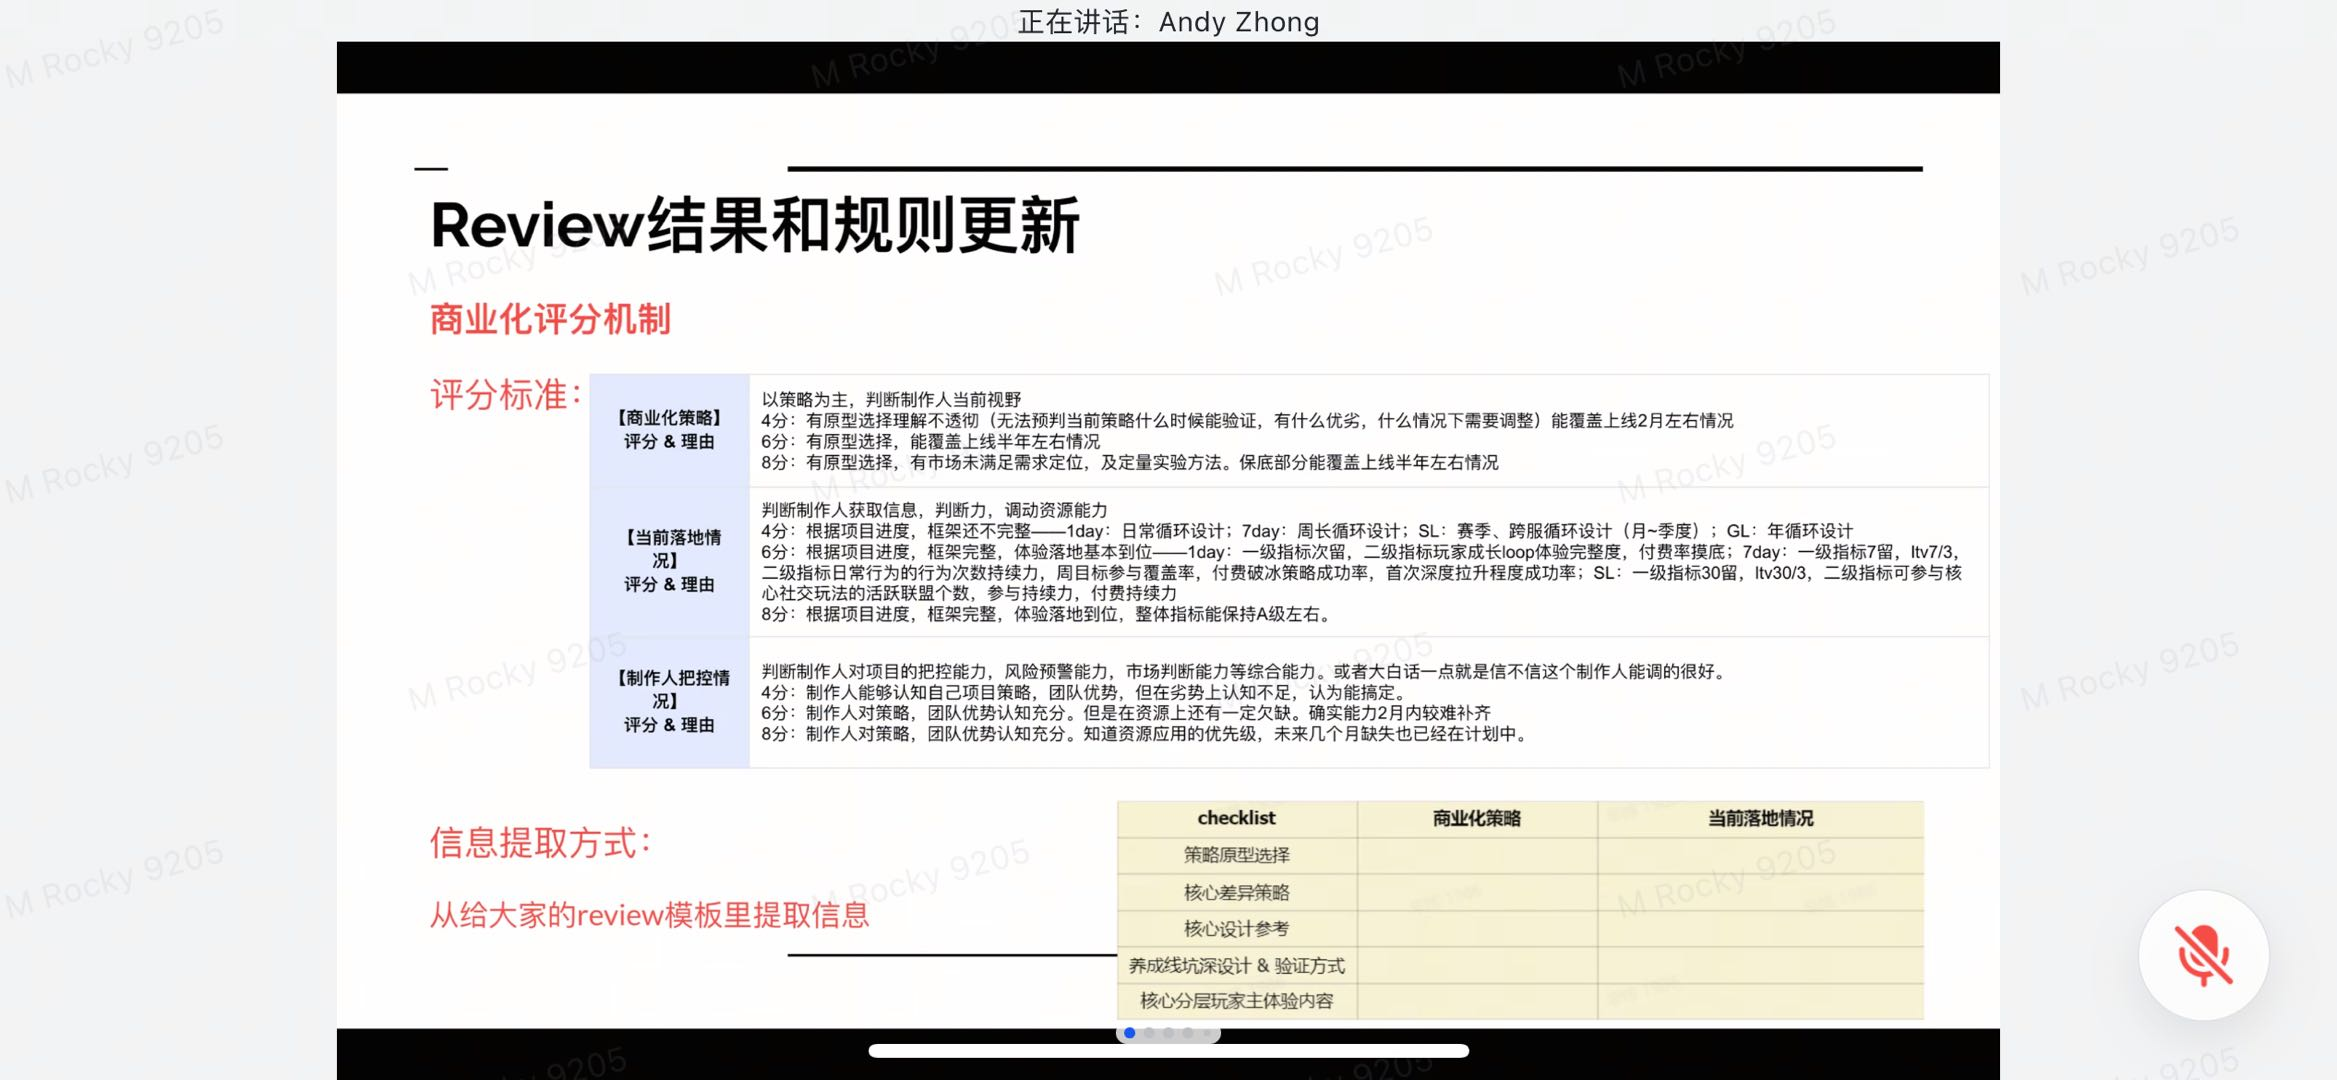 正在讲话：Andy Zhong
Review结果和规则更新
商业化评分机制
评分标准：
【商业化策略】
评分 & 理由
以策略为主，判断制作人当前视野
4分：有原型选择理解不透彻（无法预判当前策略什么时候能验证，有什么优劣，什么情况下需要调整）能覆盖上线2月左右情况
6分：有原型选择，能覆盖上线半年左右情况
8分：有原型选择，有市场未满足需求定位，及定量实验方法。保底部分能覆盖上线半年左右情况
【当前落地情
况】
评分 & 理由
判断制作人获取信息，判断力，调动资源能力
4分：根据项目进度，框架还不完整——1day：日常循环设计；7day：周长循环设计；SL：赛季、跨服循环设计（月~季度）；GL：年循环设计
6分：根据项目进度，框架完整，体验落地基本到位——1day：一级指标次留，二级指标玩家成长loop体验完整度，付费率摸底；7day：一级指标7留，ltv7/3，
二级指标日常行为的行为次数持续力，周目标参与覆盖率，付费破冰策略成功率，首次深度拉升程度成功率；SL：一级指标30留，ltv30/3，二级指标可参与核
心社交玩法的活跃联盟个数，参与持续力，付费持续力
8分：根据项目进度，框架完整，体验落地到位，整体指标能保持A级左右。
【制作人把控情
况】
评分 & 理由
判断制作人对项目的把控能力，风险预警能力，市场判断能力等综合能力。或者大白话一点就是信不信这个制作人能调的很好。
4分：制作人能够认知自己项目策略，团队优势，但在劣势上认知不足，认为能搞定。
6分：制作人对策略，团队优势认知充分。但是在资源上还有一定欠缺。确实能力2月内较难补齐
8分：制作人对策略，团队优势认知充分。知道资源应用的优先级，未来几个月缺失也已经在计划中。
信息提取方式：
从给大家的review模板里提取信息
checklist 商业化策略 当前落地情况
策略原型选择
核心差异策略
核心设计参考
养成线坑深设计 & 验证方式
核心分层玩家主体验内容
M Rocky 9205